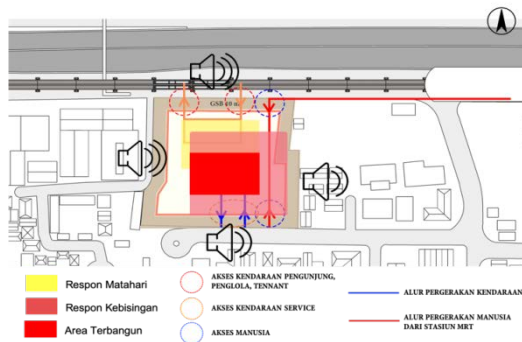 GSB 40 m
Respon Matahari
Respon Kebisingan
Area Terbangun
AKSES KENDARAAN PENGUNJUNG,
PENGLOLA, TENNANT
AKSES KENDARAAN SERVICE
AKSES MANUSIA
ALUR PERGERAKAN KENDARAAN
ALUR PERGERAKAN MANUSIA
DARI STASIUN MRT